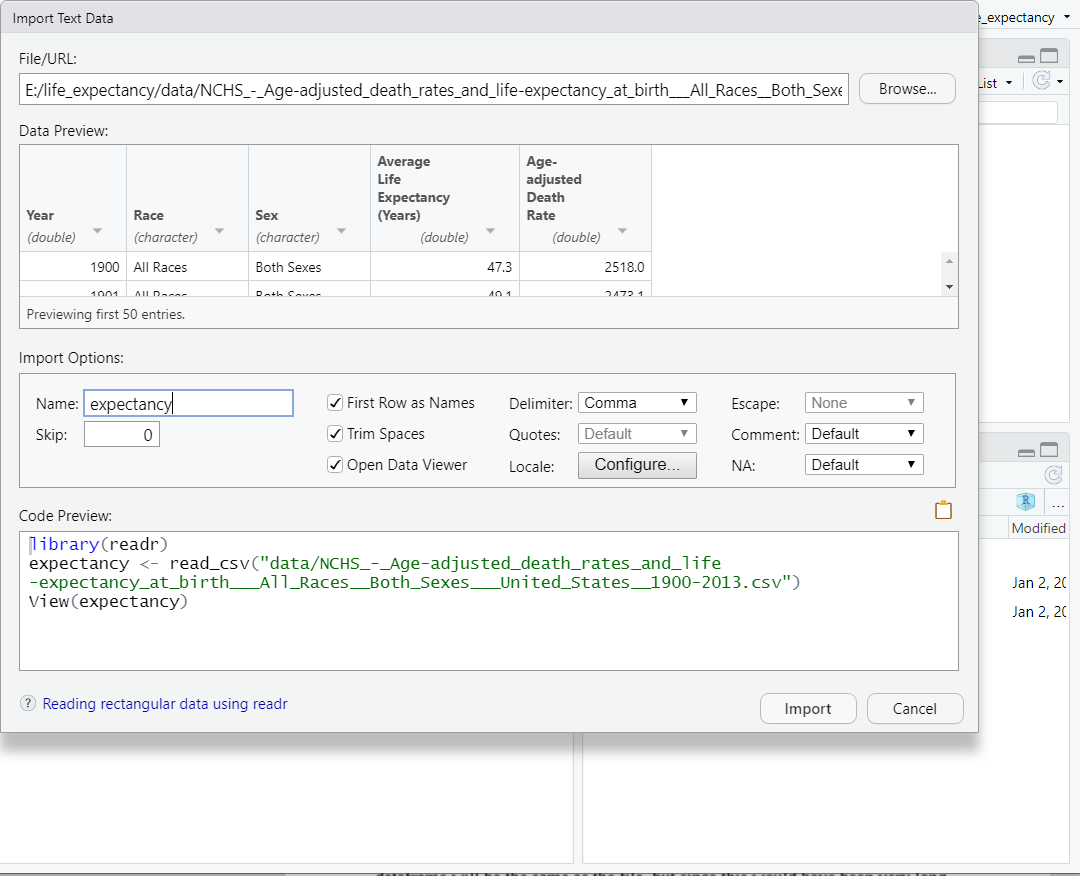 Import Text Data
e_expectancy
File/URL:
E:/life_expectancy/data/NCHS_-_Age-adjusted_death_rates_and_life-expectancy_at_birth___All_Races__Both_Sexe
Browse...
List
Data Preview:
Year
(double)
Race
(character)
Sex
(character)
Average
Life
Expectancy
(Years)
(double)
Age-
adjusted
Death
Rate
(double)
1900 All Races Both Sexes 47.3 2518.0
1901 All Races Both Sexes 49.1 2473.1
Previewing first 50 entries.
Import Options:
Name: expectancy
Skip: 0
First Row as Names
Trim Spaces
Open Data Viewer
Delimiter: Comma
Quotes: Default
Locale: Configure...
Escape: None
Comment: Default
NA: Default
...
Modified
Jan 2, 20
Jan 2, 20
Code Preview:
library(readr)
expectancy <- read_csv("data/NCHS_-_Age-adjusted_death_rates_and_life
-expectancy_at_birth___All_Races__Both_Sexes___United_States__1900-2013.csv")
View(expectancy)
? Reading rectangular data using readr
Import
Cancel